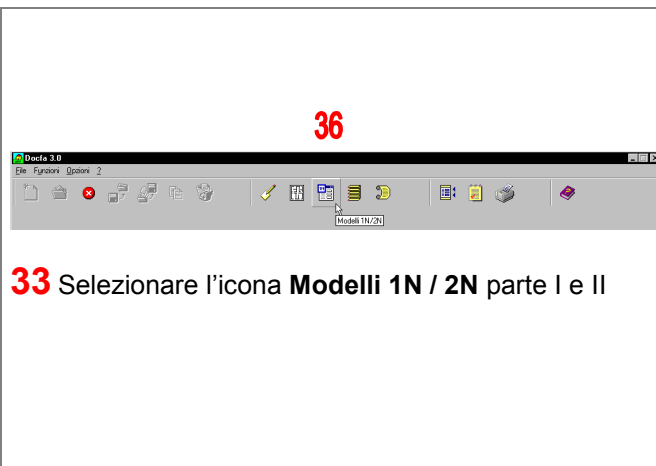 36
Docfa 3.0
File Funzioni Opzioni ?
Modelli 1N/2N
33 Selezionare l’icona Modelli 1N / 2N parte I e II